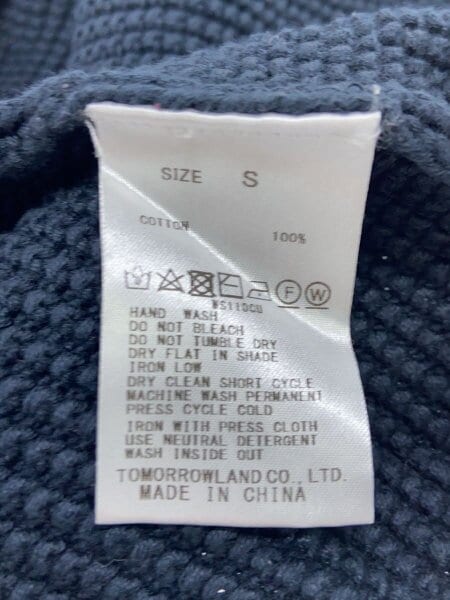 SIZE S
COTTON 100%
F W
WS110CU
HAND WASH
DO NOT BLEACH
DO NOT TUMBLE DRY
DRY FLAT IN SHADE
IRON LOW
DRY CLEAN SHORT CYCLE
MACHINE WASH PERMANENT
PRESS CYCLE COLD
IRON WITH PRESS CLOTH
USE NEUTRAL DETERGENT
WASH INSIDE OUT
TOMORROWLAND CO., LTD.
MADE IN CHINA